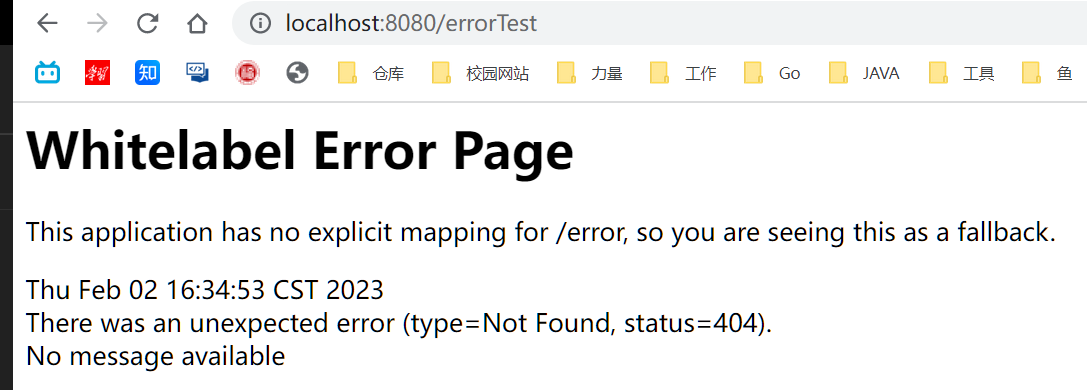 localhost:8080/errorTest
学习 知 仓库 校园网站 力量 工作 Go JAVA 工具 鱼
Whitelabel Error Page
This application has no explicit mapping for /error, so you are seeing this as a fallback.
Thu Feb 02 16:34:53 CST 2023
There was an unexpected error (type=Not Found, status=404).
No message available